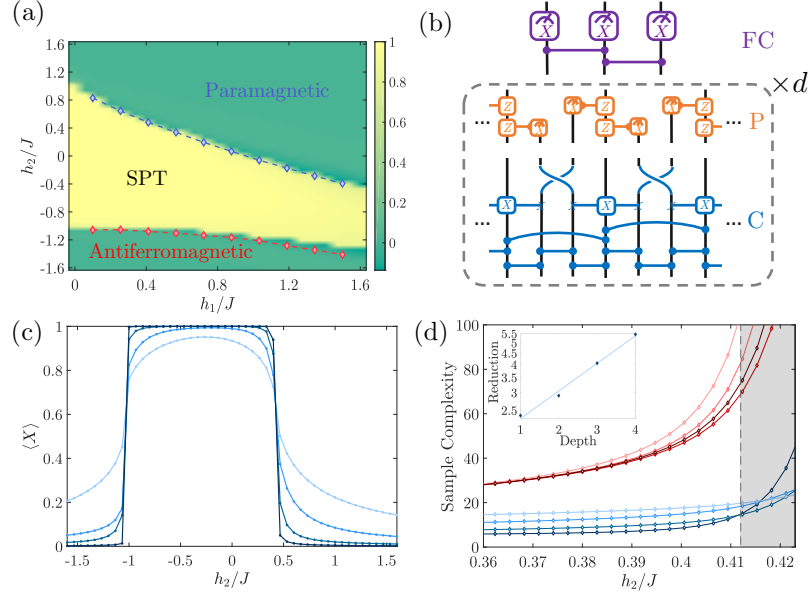 (a)
1.6
1.2
0.8
0.4
0
-0.4
-0.8
-1.2
-1.6
h₂/J
0
0.4
0.8
1.2
1.6
h₁/J
Paramagnetic
SPT
Antiferromagnetic
1
0.8
0.6
0.4
0.2
0
(b)
X X X
FC
×d
... Z X X Z X Z ...
Z X Z X Z
P
... X X X X X X X ...
C
(c)
1
0.8
0.6
0.4
0.2
0
⟨X⟩
-1.5
-1
-0.5
0
0.5
1
1.5
h₂/J
(d)
100
80
60
40
20
0
Sample Complexity
0.36
0.37
0.38
0.39
0.4
0.41
0.42
h₂/J
5.5
5
4.5
4
3.5
3
2.5
Reduction
1
2
3
4
Depth